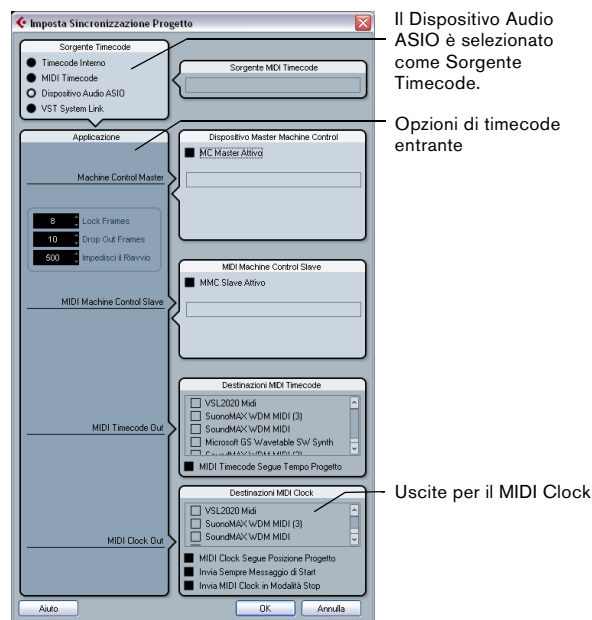 Imposta Sincronizzazione Progetto
Sorgente Timecode
Timecode Interno
MIDI Timecode
Dispositivo Audio ASIO
VST System Link
Sorgente MIDI Timecode
Il Dispositivo Audio
ASIO è selezionato
come Sorgente
Timecode.
Opzioni di timecode
entrante
Applicazione
Machine Control Master
8 Lock Frames
10 Drop Out Frames
500 Impedisci il Riavvio
MIDI Machine Control Slave
MIDI Timecode Out
MIDI Clock Out
Dispositivo Master Machine Control
MC Master Attivo
MIDI Machine Control Slave
MMC Slave Attivo
Destinazioni MIDI Timecode
VSL2020 Midi
SuonoMAX WDM MIDI (3)
SoundMAX WDM MIDI
Microsoft GS Wavetable SW Synth
SoundMAX WDM MIDI (2)
MIDI Timecode Segue Tempo Progetto
Destinazioni MIDI Clock
VSL2020 Midi
SuonoMAX WDM MIDI (3)
SoundMAX WDM MIDI
MIDI Clock Segue Posizione Progetto
Invia Sempre Messaggio di Start
Invia MIDI Clock in Modalità Stop
Uscite per il MIDI Clock
Aiuto
OK
Annulla